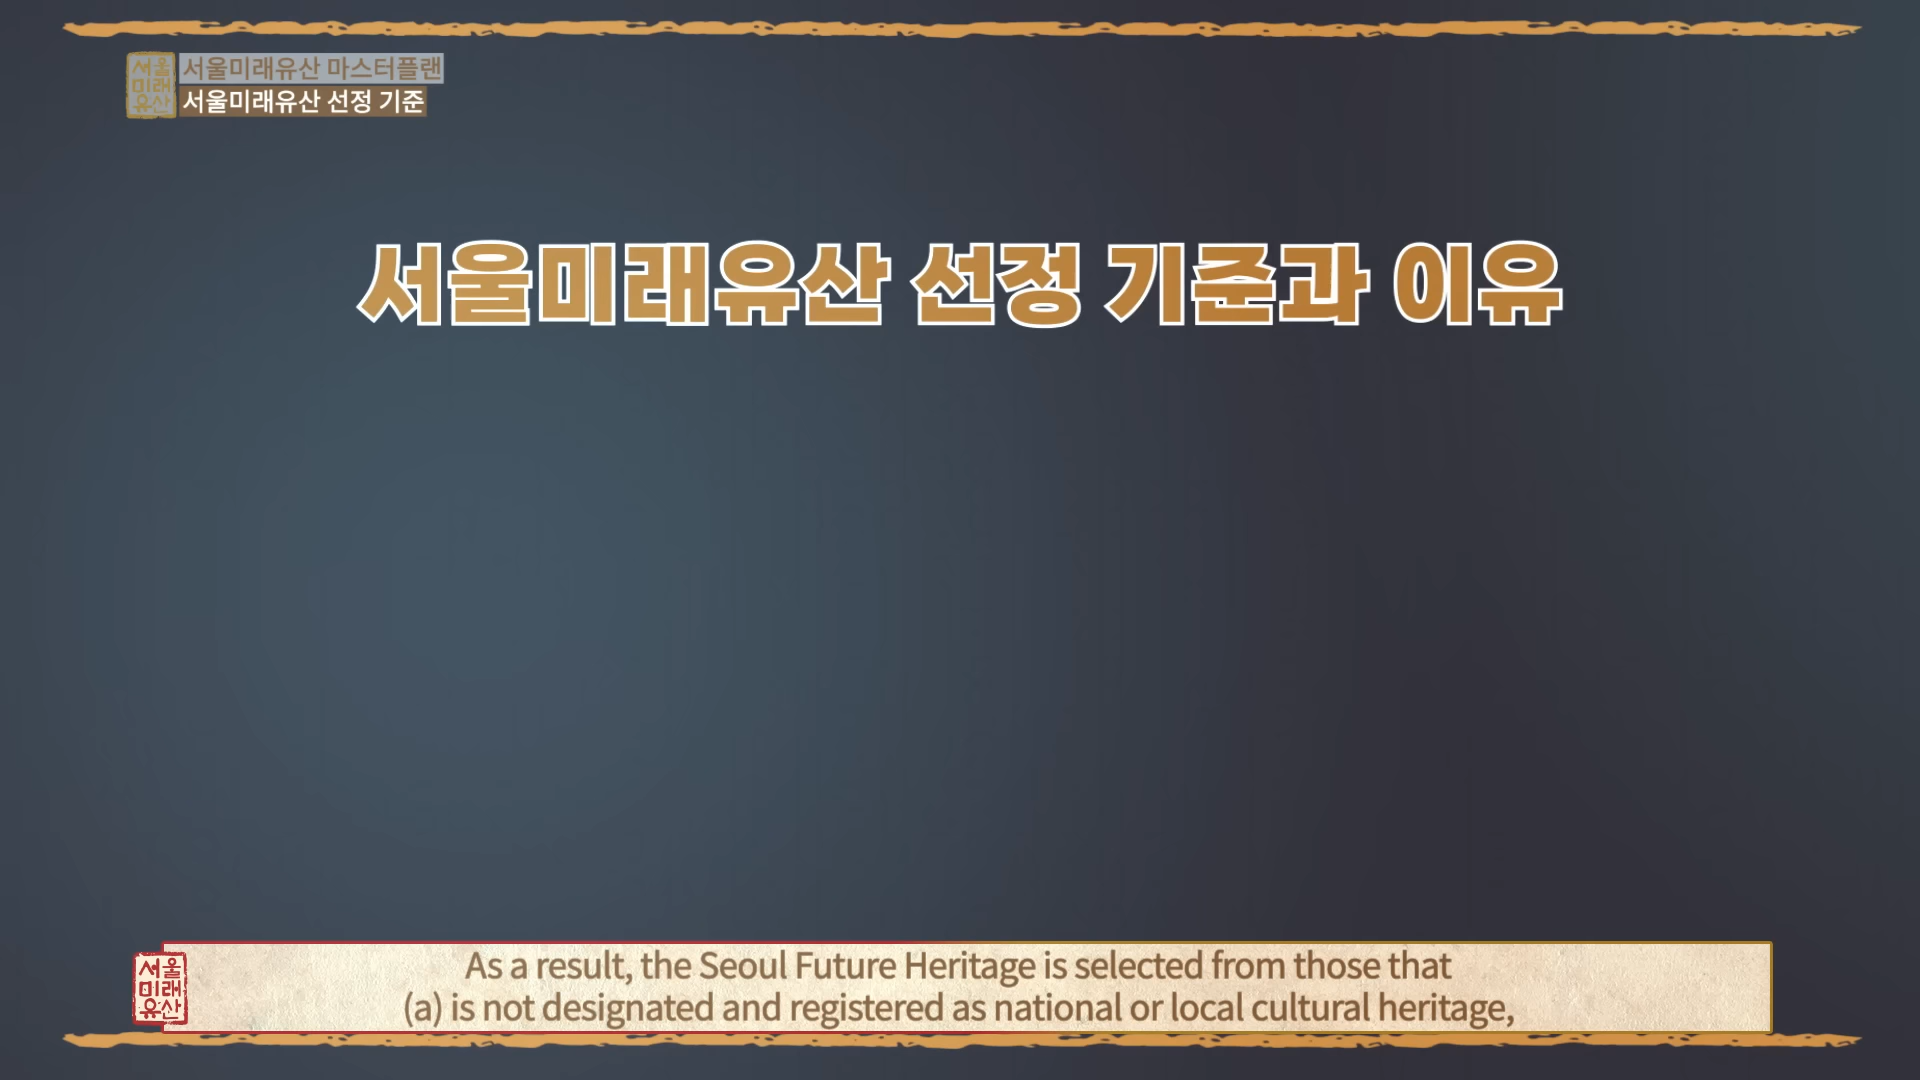 서울
미래
유산
서울미래유산 마스터플랜
서울미래유산 선정 기준
서울미래유산 선정 기준과 이유
서울
미래
유산
As a result, the Seoul Future Heritage is selected from those that
(a) is not designated and registered as national or local cultural heritage,